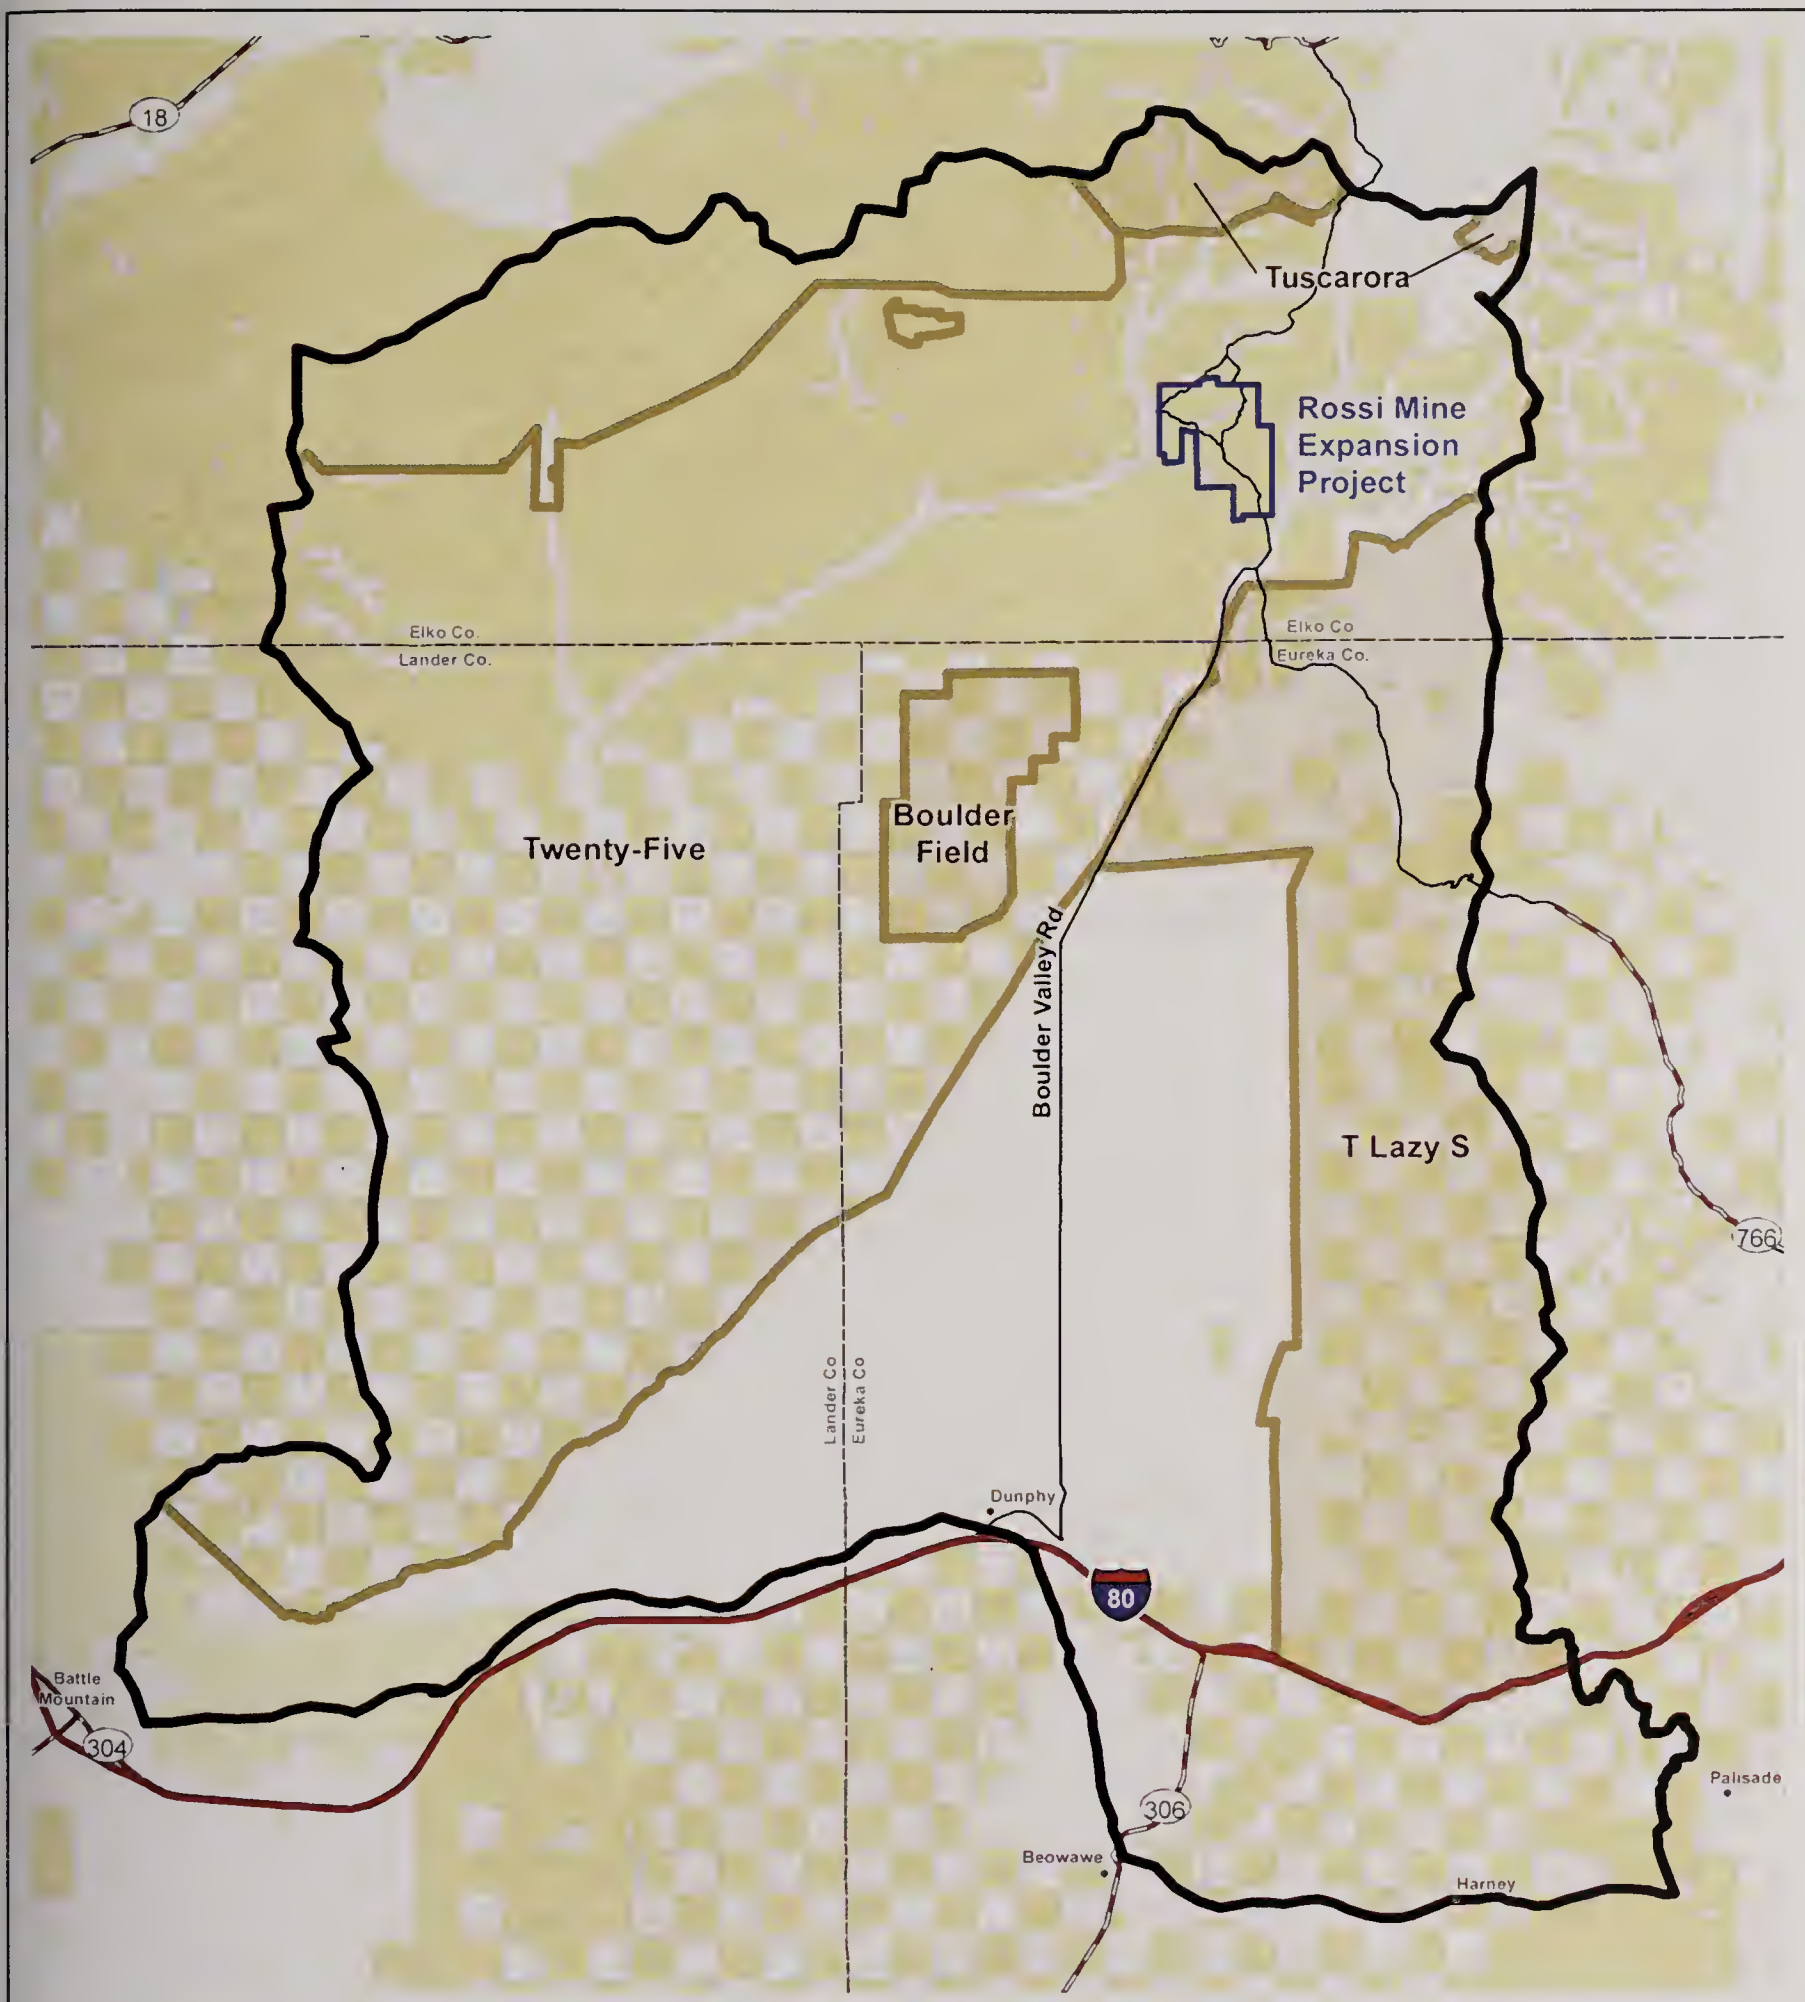 18
Tuscarora
Rossi Mine
Expansion
Project
Elko Co.
Lander Co.
Elko Co
Eureka Co.
Boulder
Field
Twenty-Five
Boulder Valley Rd
T Lazy S
766
Lander Co
Eureka Co
Dunphy
80
Battle
Mountain
304
306
Palisade
Beowawe
Harney